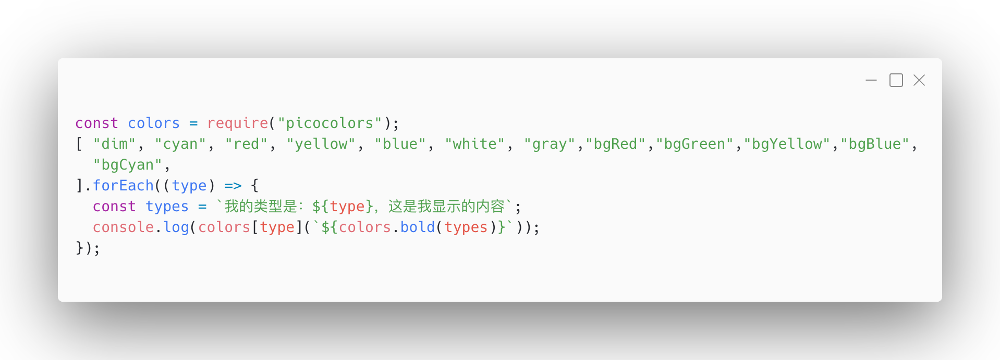 const colors = require("picocolors");
[ "dim", "cyan", "red", "yellow", "blue", "white", "gray","bgRed","bgGreen","bgYellow","bgBlue",
  "bgCyan",
].forEach((type) => {
  const types = `我的类型是：${type}，这是我显示的内容`;
  console.log(colors[type](`${colors.bold(types)}`));
});